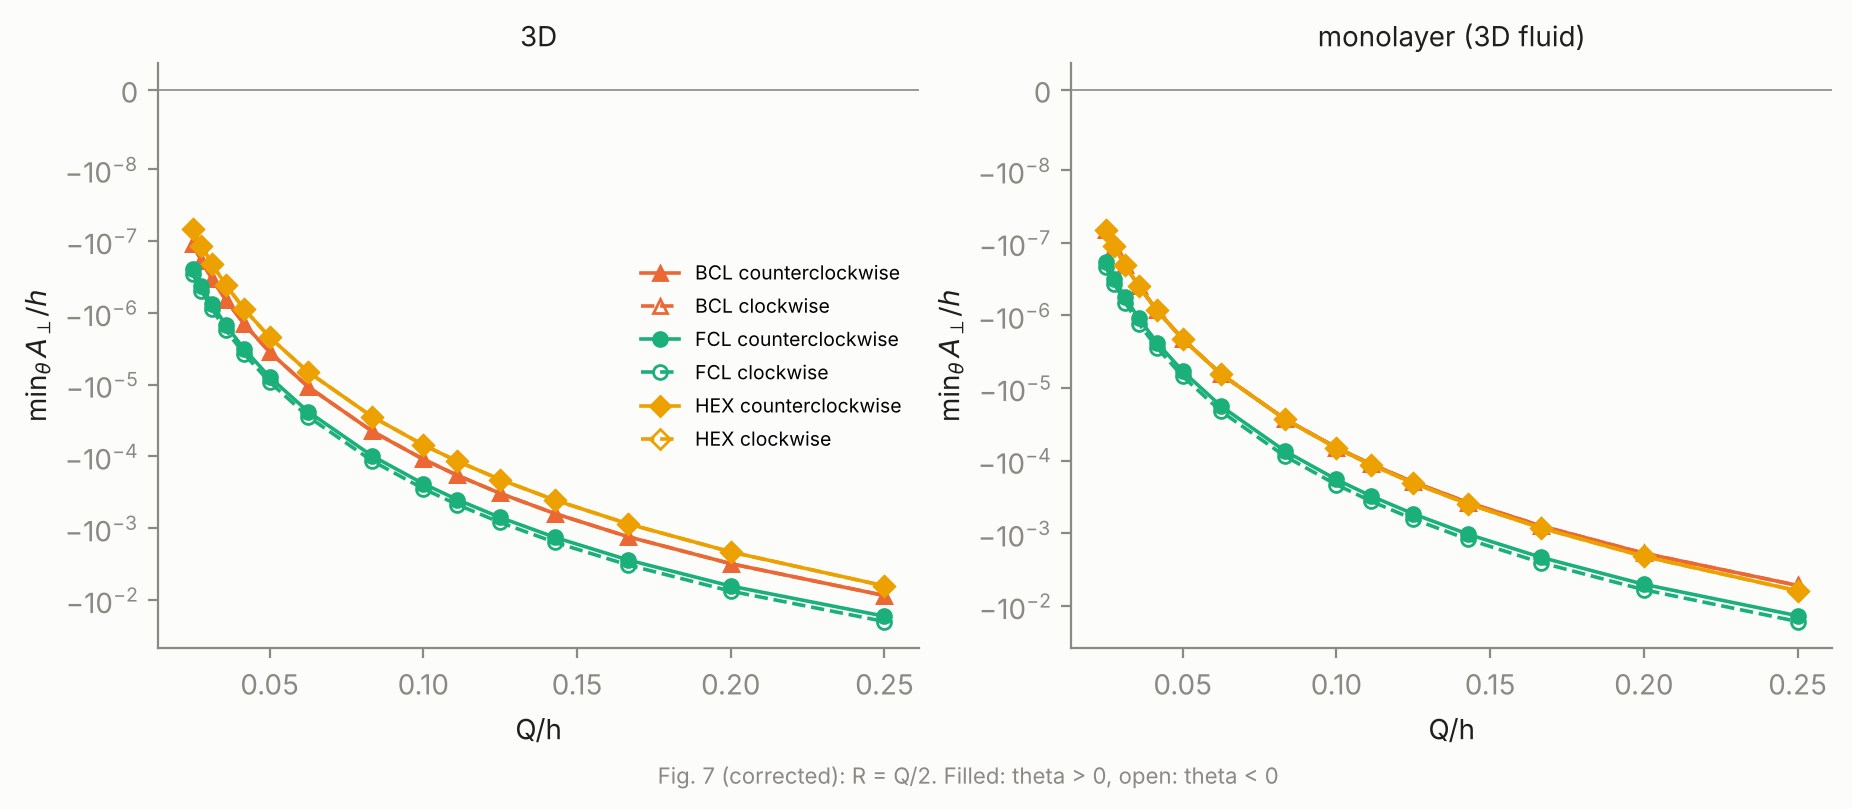 3D
0
−10⁻⁸
−10⁻⁷
−10⁻⁶
−10⁻⁵
−10⁻⁴
−10⁻³
−10⁻²
minθ A⊥/h
BCL counterclockwise
BCL clockwise
FCL counterclockwise
FCL clockwise
HEX counterclockwise
HEX clockwise
0.05 0.10 0.15 0.20 0.25
Q/h
monolayer (3D fluid)
0
−10⁻⁸
−10⁻⁷
−10⁻⁶
−10⁻⁵
−10⁻⁴
−10⁻³
−10⁻²
minθ A⊥/h
0.05 0.10 0.15 0.20 0.25
Q/h
Fig. 7 (corrected): R = Q/2. Filled: theta > 0, open: theta < 0